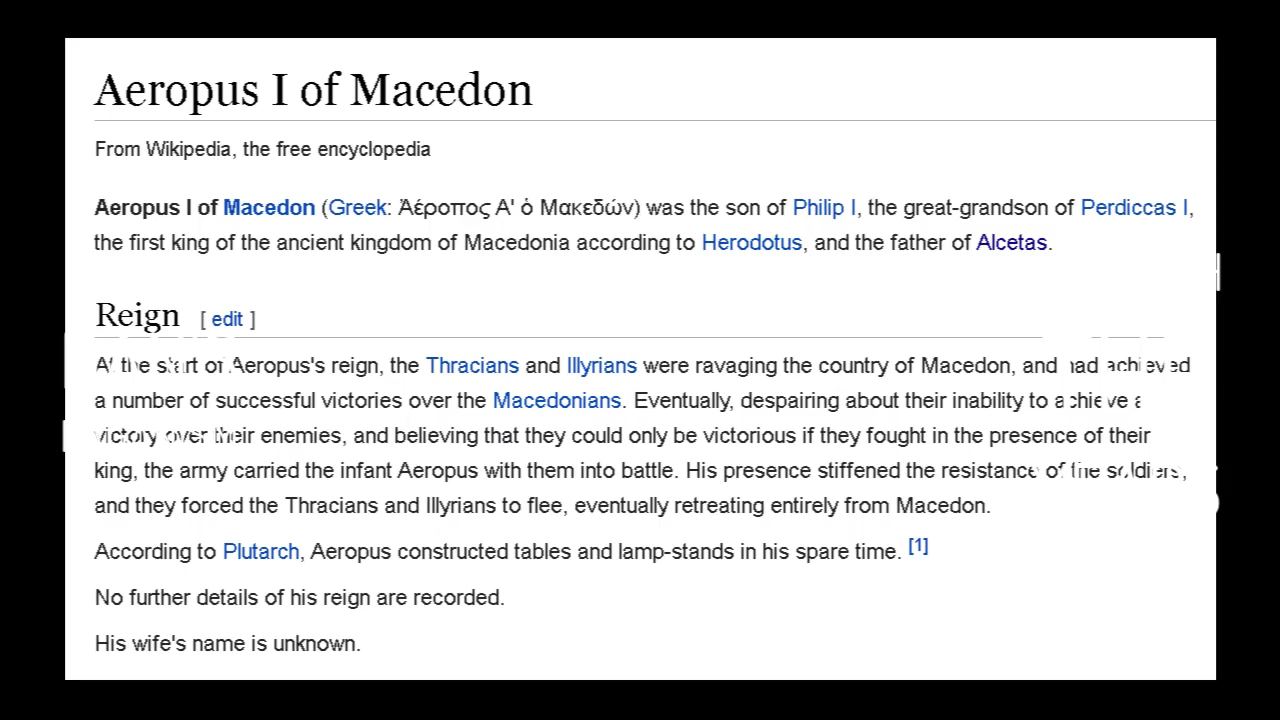 Aeropus I of Macedon
From Wikipedia, the free encyclopedia
Aeropus I of Macedon (Greek: Ἀέροπος Α' ὁ Μακεδών) was the son of Philip I, the great-grandson of Perdiccas I,
the first king of the ancient kingdom of Macedonia according to Herodotus, and the father of Alcetas.
Reign [ edit ]
At the start of Aeropus's reign, the Thracians and Illyrians were ravaging the country of Macedon, and had achieved
a number of successful victories over the Macedonians. Eventually, despairing about their inability to achieve a
victory over their enemies, and believing that they could only be victorious if they fought in the presence of their
king, the army carried the infant Aeropus with them into battle. His presence stiffened the resistance of the soldiers,
and they forced the Thracians and Illyrians to flee, eventually retreating entirely from Macedon.
According to Plutarch, Aeropus constructed tables and lamp-stands in his spare time. [1]
No further details of his reign are recorded.
His wife's name is unknown.